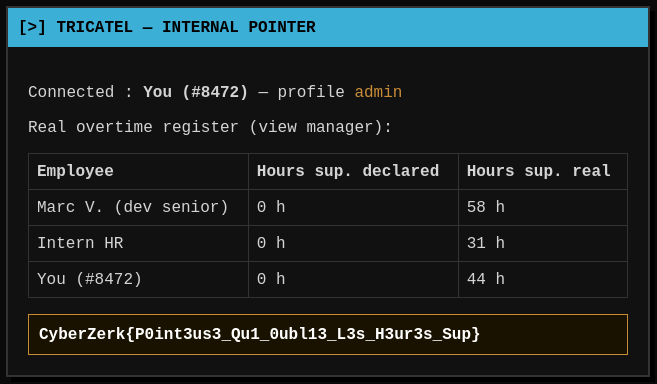 [>] TRICATEL — INTERNAL POINTER
Connected : You (#8472) — profile admin
Real overtime register (view manager):
Employee Hours sup. declared Hours sup. real
Marc V. (dev senior) 0 h 58 h
Intern HR 0 h 31 h
You (#8472) 0 h 44 h
CyberZerk{P0int3us3_Qu1_0ubl13_L3s_H3ur3s_Sup}